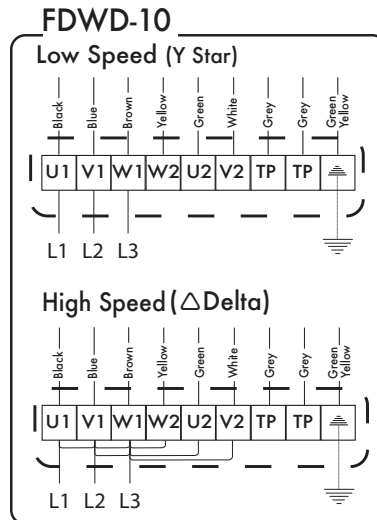 FDWD-10
Low Speed (Y Star)
Black Blue Brown Yellow Green White Grey Grey Green Yellow
U1 V1 W1 W2 U2 V2 TP TP
L1 L2 L3
High Speed (△Delta)
Black Blue Brown Yellow Green White Grey Grey Green Yellow
U1 V1 W1 W2 U2 V2 TP TP
L1 L2 L3